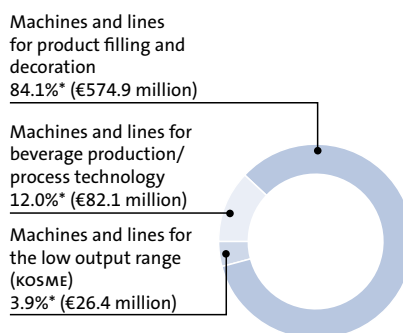 Machines and lines
for product filling and
decoration
84.1%* (€574.9 million)
Machines and lines for
beverage production/
process technology
12.0%* (€82.1 million)
Machines and lines for
the low output range
(KOSME)
3.9%* (€26.4 million)